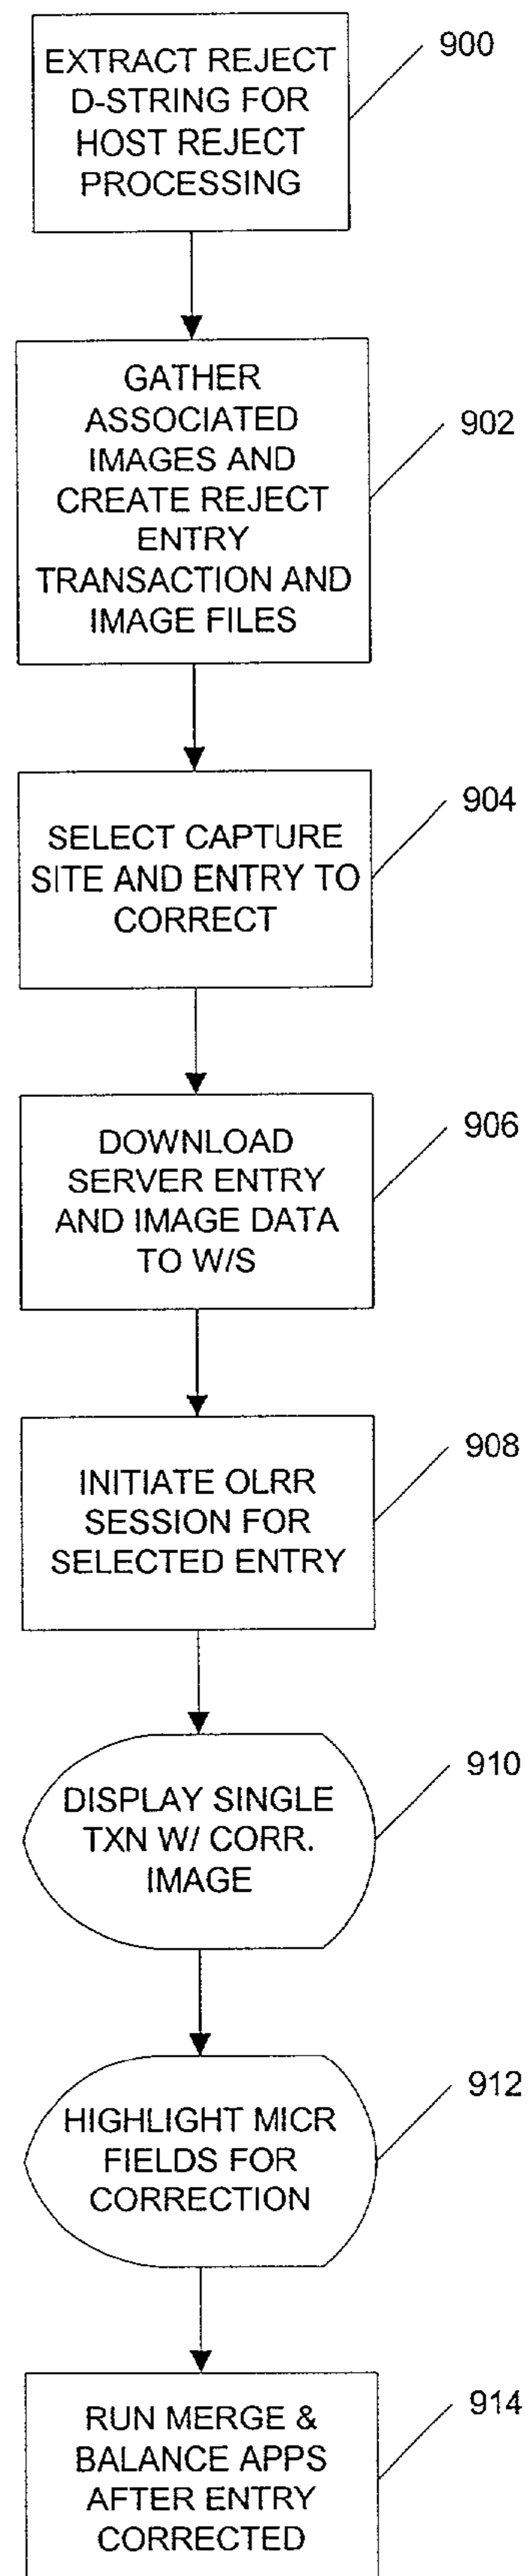 EXTRACT REJECT
D-STRING FOR
HOST REJECT
PROCESSING
900
GATHER
ASSOCIATED
IMAGES AND
CREATE REJECT
ENTRY
TRANSACTION AND
IMAGE FILES
902
SELECT CAPTURE
SITE AND ENTRY TO
CORRECT
904
DOWNLOAD
SERVER ENTRY
AND IMAGE DATA
TO W/S
906
INITIATE OLRR
SESSION FOR
SELECTED ENTRY
908
DISPLAY SINGLE
TXN W/ CORR.
IMAGE
910
HIGHLIGHT MICR
FIELDS FOR
CORRECTION
912
RUN MERGE &
BALANCE APPS
AFTER ENTRY
CORRECTED
914